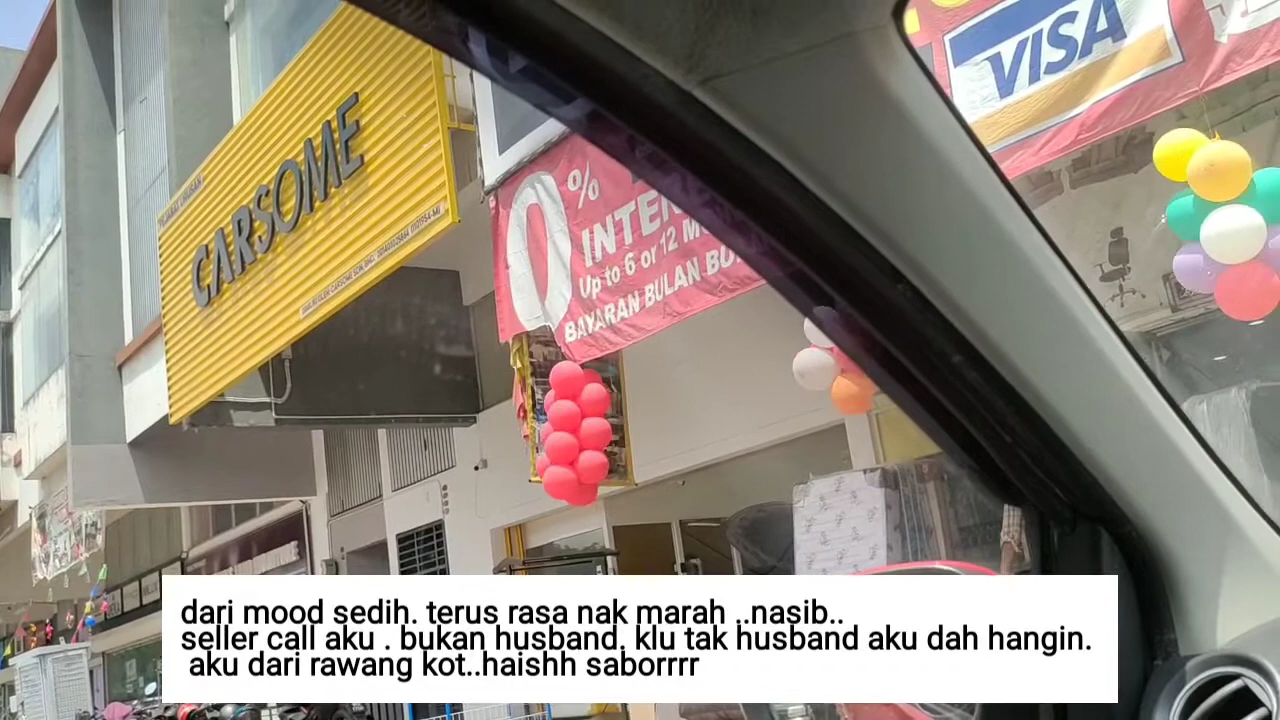 CARSOME
VISA
0%
INTE
Up to 6 or 12 M
BAYARAN BULAN BU
dari mood sedih. terus rasa nak marah ..nasib..
seller call aku . bukan husband. klu tak husband aku dah hangin.
aku dari rawang kot..haishh saborrrr